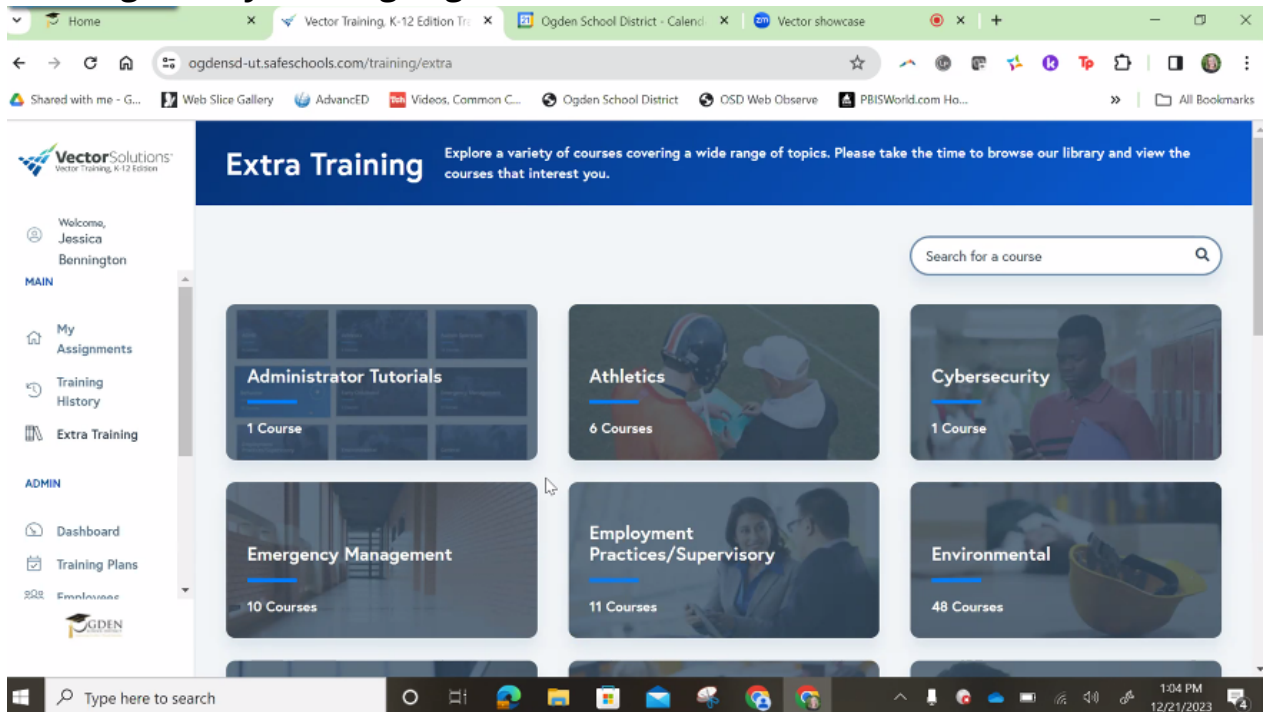 Home
Vector Training, K-12 Edition Tr
Ogden School District - Calend
Vector showcase
ogdensd-ut.safeschools.com/training/extra
Shared with me - G...
Web Slice Gallery
AdvancED
Videos, Common C...
Ogden School District
OSD Web Observe
PBISWorld.com Ho...
»
All Bookmarks
VectorSolutions
Vector Training, K-12 Edition
Extra Training
Explore a variety of courses covering a wide range of topics. Please take the time to browse our library and view the
courses that interest you.
Welcome,
Jessica
Bennington
MAIN
My
Assignments
Training
History
Extra Training
ADMIN
Dashboard
Training Plans
Employees
GDEN
Search for a course
Administrator Tutorials
1 Course
Athletics
6 Courses
Cybersecurity
1 Course
Emergency Management
10 Courses
Employment
Practices/Supervisory
11 Courses
Environmental
48 Courses
Type here to search
1:04 PM
12/21/2023